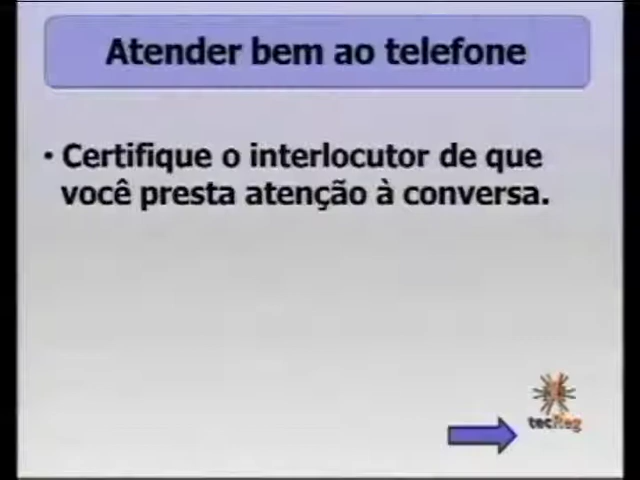 Atender bem ao telefone
• Certifique o interlocutor de que
você presta atenção à conversa.